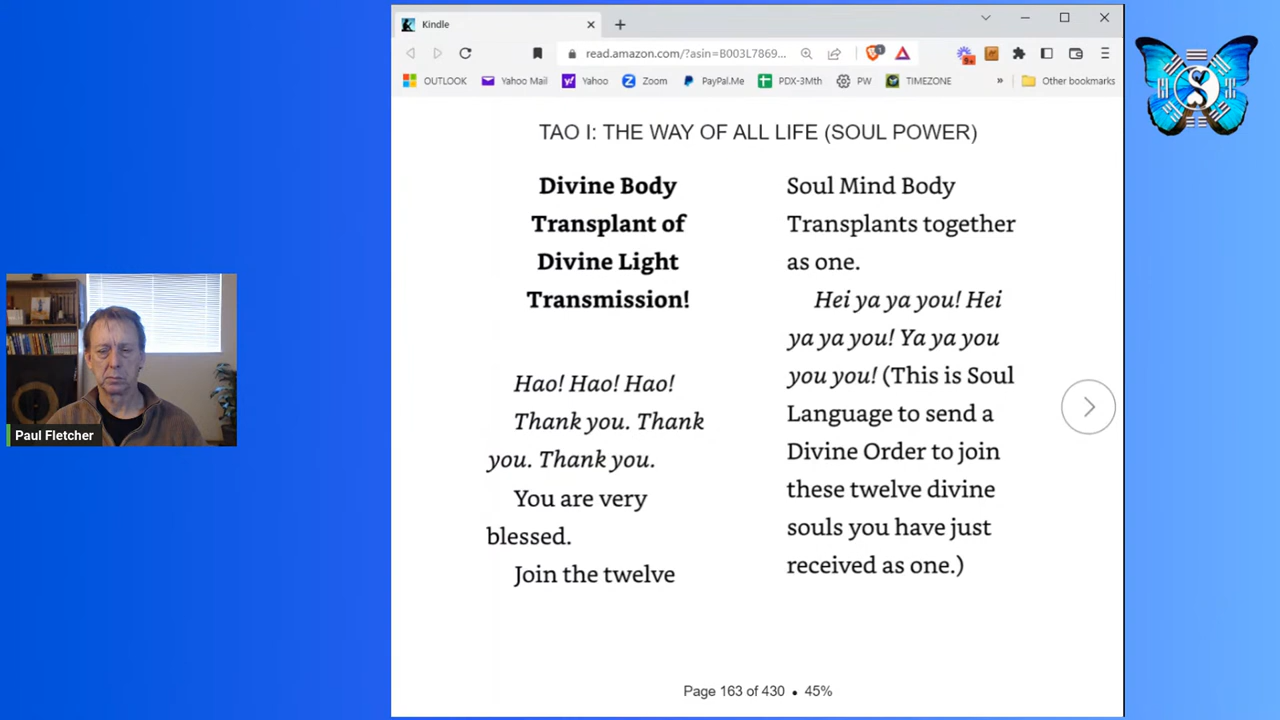 Kindle
read.amazon.com/?asin=B003L7869...
9+
1
OUTLOOK
Yahoo Mail
Yahoo
Zoom
PayPal.Me
PDX-3Mth
PW
TIMEZONE
»
Other bookmarks
TAO I: THE WAY OF ALL LIFE (SOUL POWER)
Divine Body
Transplant of
Divine Light
Transmission!
Hao! Hao! Hao!
Thank you. Thank
you. Thank you.
You are very
blessed.
Join the twelve
Soul Mind Body
Transplants together
as one.
Hei ya ya you! Hei
ya ya you! Ya ya you
you you! (This is Soul
Language to send a
Divine Order to join
these twelve divine
souls you have just
received as one.)
Page 163 of 430 • 45%
Paul Fletcher
S